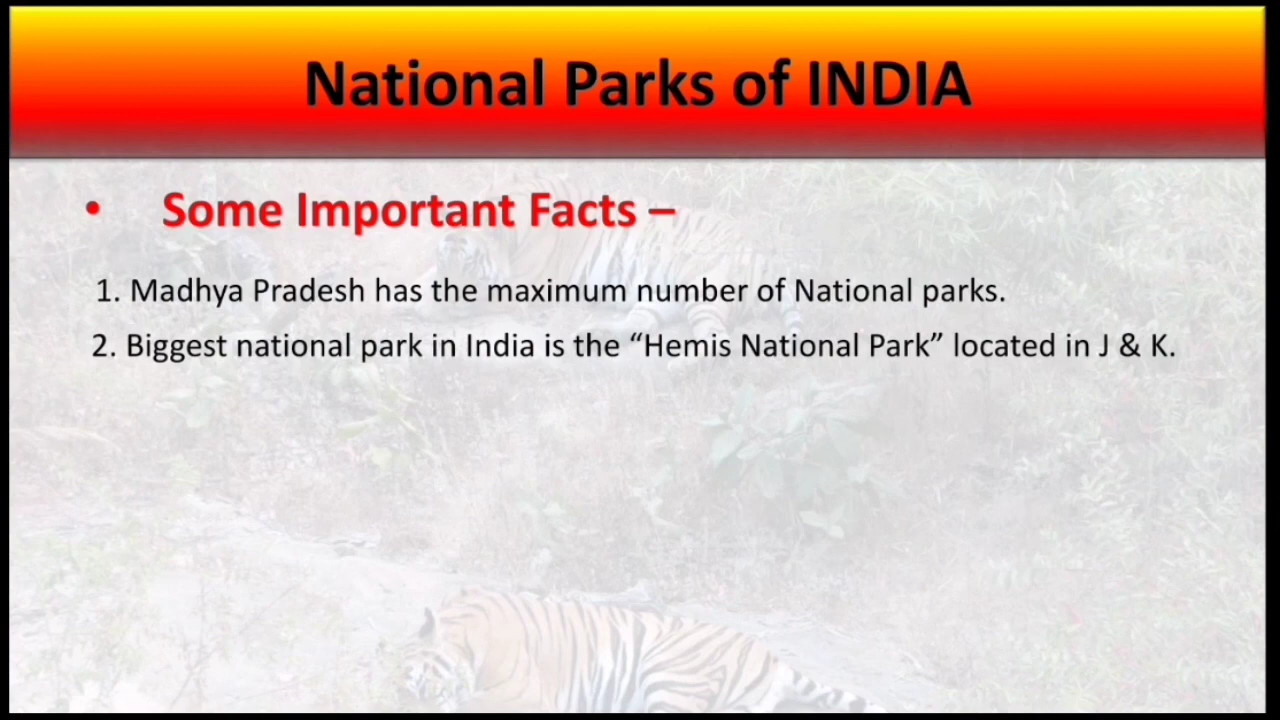 National Parks of INDIA
• Some Important Facts –
1. Madhya Pradesh has the maximum number of National parks.
2. Biggest national park in India is the “Hemis National Park” located in J & K.